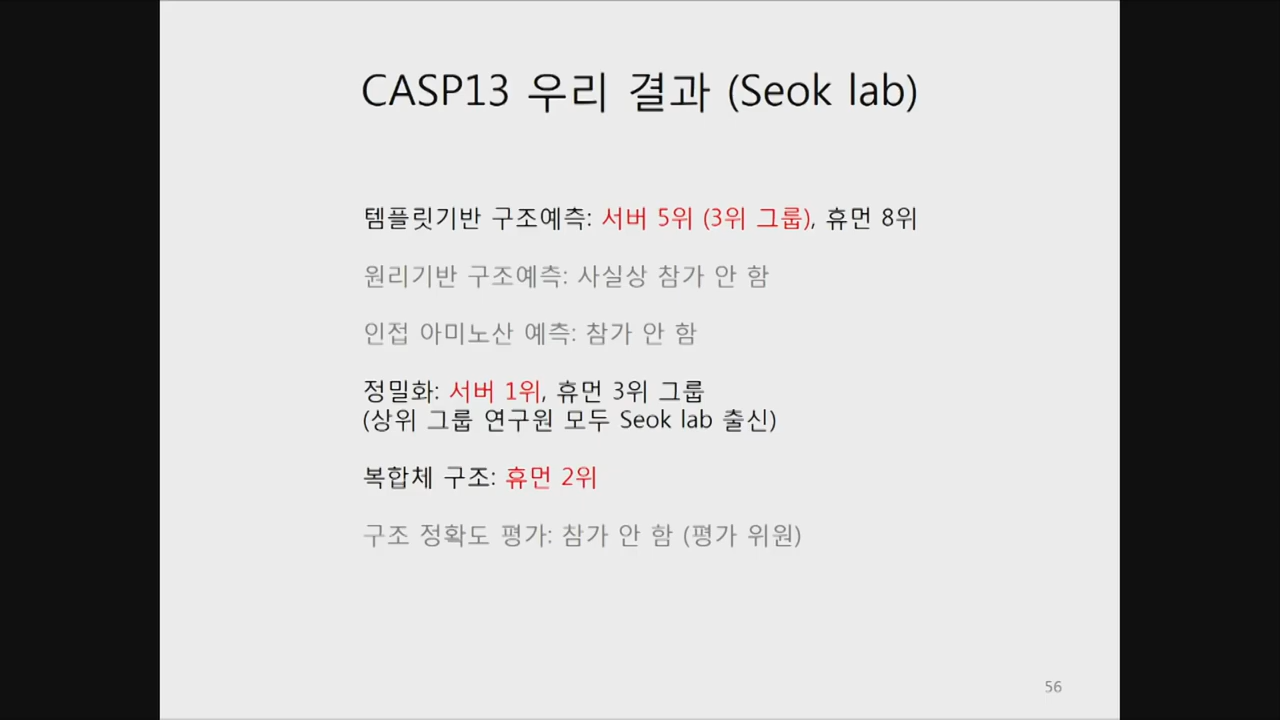 CASP13 우리 결과 (Seok lab)
템플릿기반 구조예측: 서버 5위 (3위 그룹), 휴먼 8위
원리기반 구조예측: 사실상 참가 안 함
인접 아미노산 예측: 참가 안 함
정밀화: 서버 1위, 휴먼 3위 그룹
(상위 그룹 연구원 모두 Seok lab 출신)
복합체 구조: 휴먼 2위
구조 정확도 평가: 참가 안 함 (평가 위원)
56